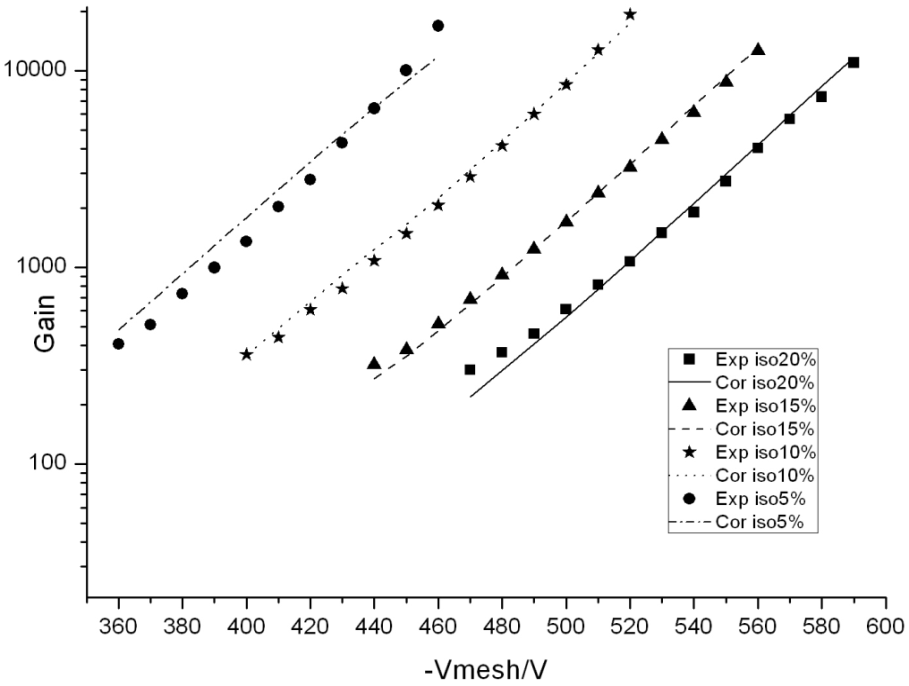 10000
1000
100
Gain
360 380 400 420 440 460 480 500 520 540 560 580 600
-Vmesh/V
Exp iso20%
Cor iso20%
Exp iso15%
Cor iso15%
Exp iso10%
Cor iso10%
Exp iso5%
Cor iso5%